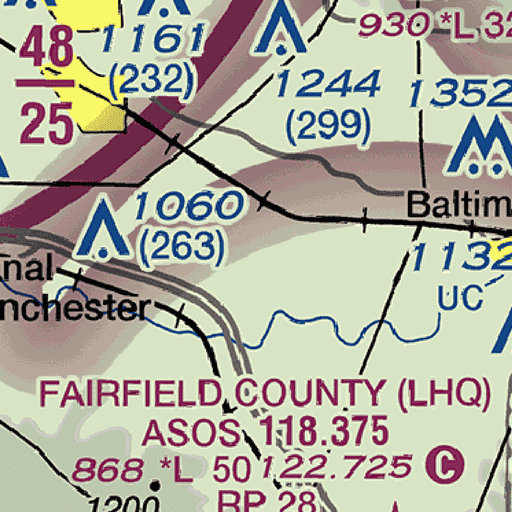 930 *L 32
48
25
1161
(232)
1244
(299)
1352
1060
(263)
Baltim
1132
UC
nal
nchester
FAIRFIELD COUNTY (LHQ)
ASOS 118.375
868 *L 50 122.725 C
1200
RP 28